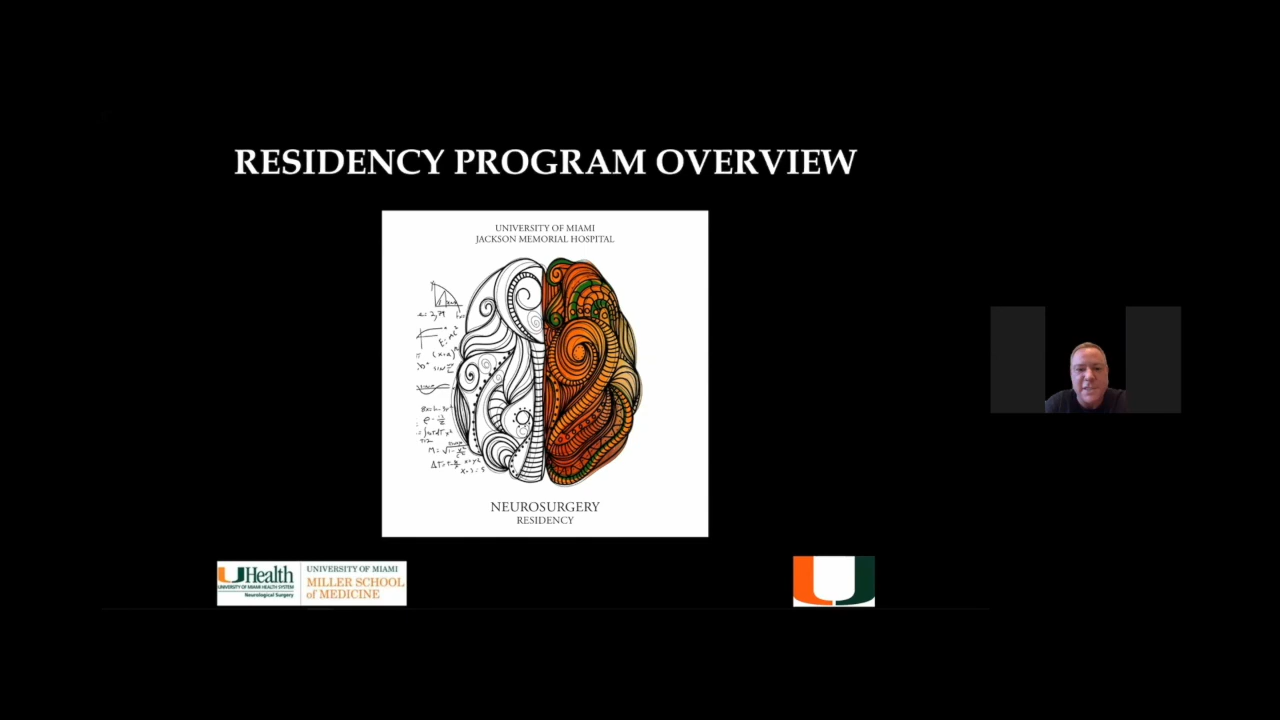 RESIDENCY PROGRAM OVERVIEW
UNIVERSITY OF MIAMI
JACKSON MEMORIAL HOSPITAL
NEUROSURGERY
RESIDENCY
UHealth
UNIVERSITY OF MIAMI HEALTH SYSTEM
Neurological Surgery
UNIVERSITY OF MIAMI
MILLER SCHOOL
of MEDICINE